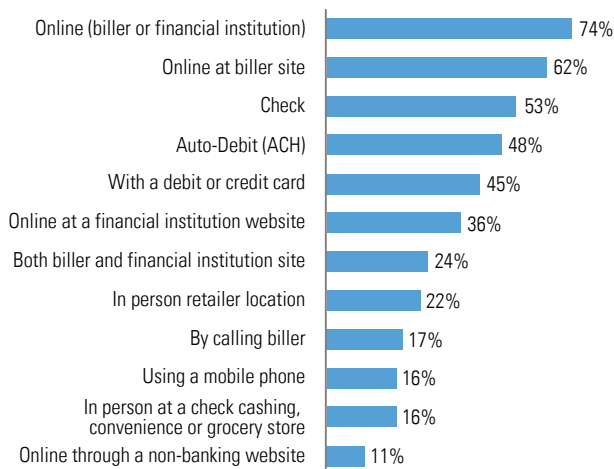 Online (biller or financial institution) 74%
Online at biller site 62%
Check 53%
Auto-Debit (ACH) 48%
With a debit or credit card 45%
Online at a financial institution website 36%
Both biller and financial institution site 24%
In person retailer location 22%
By calling biller 17%
Using a mobile phone 16%
In person at a check cashing,
convenience or grocery store 16%
Online through a non-banking website 11%